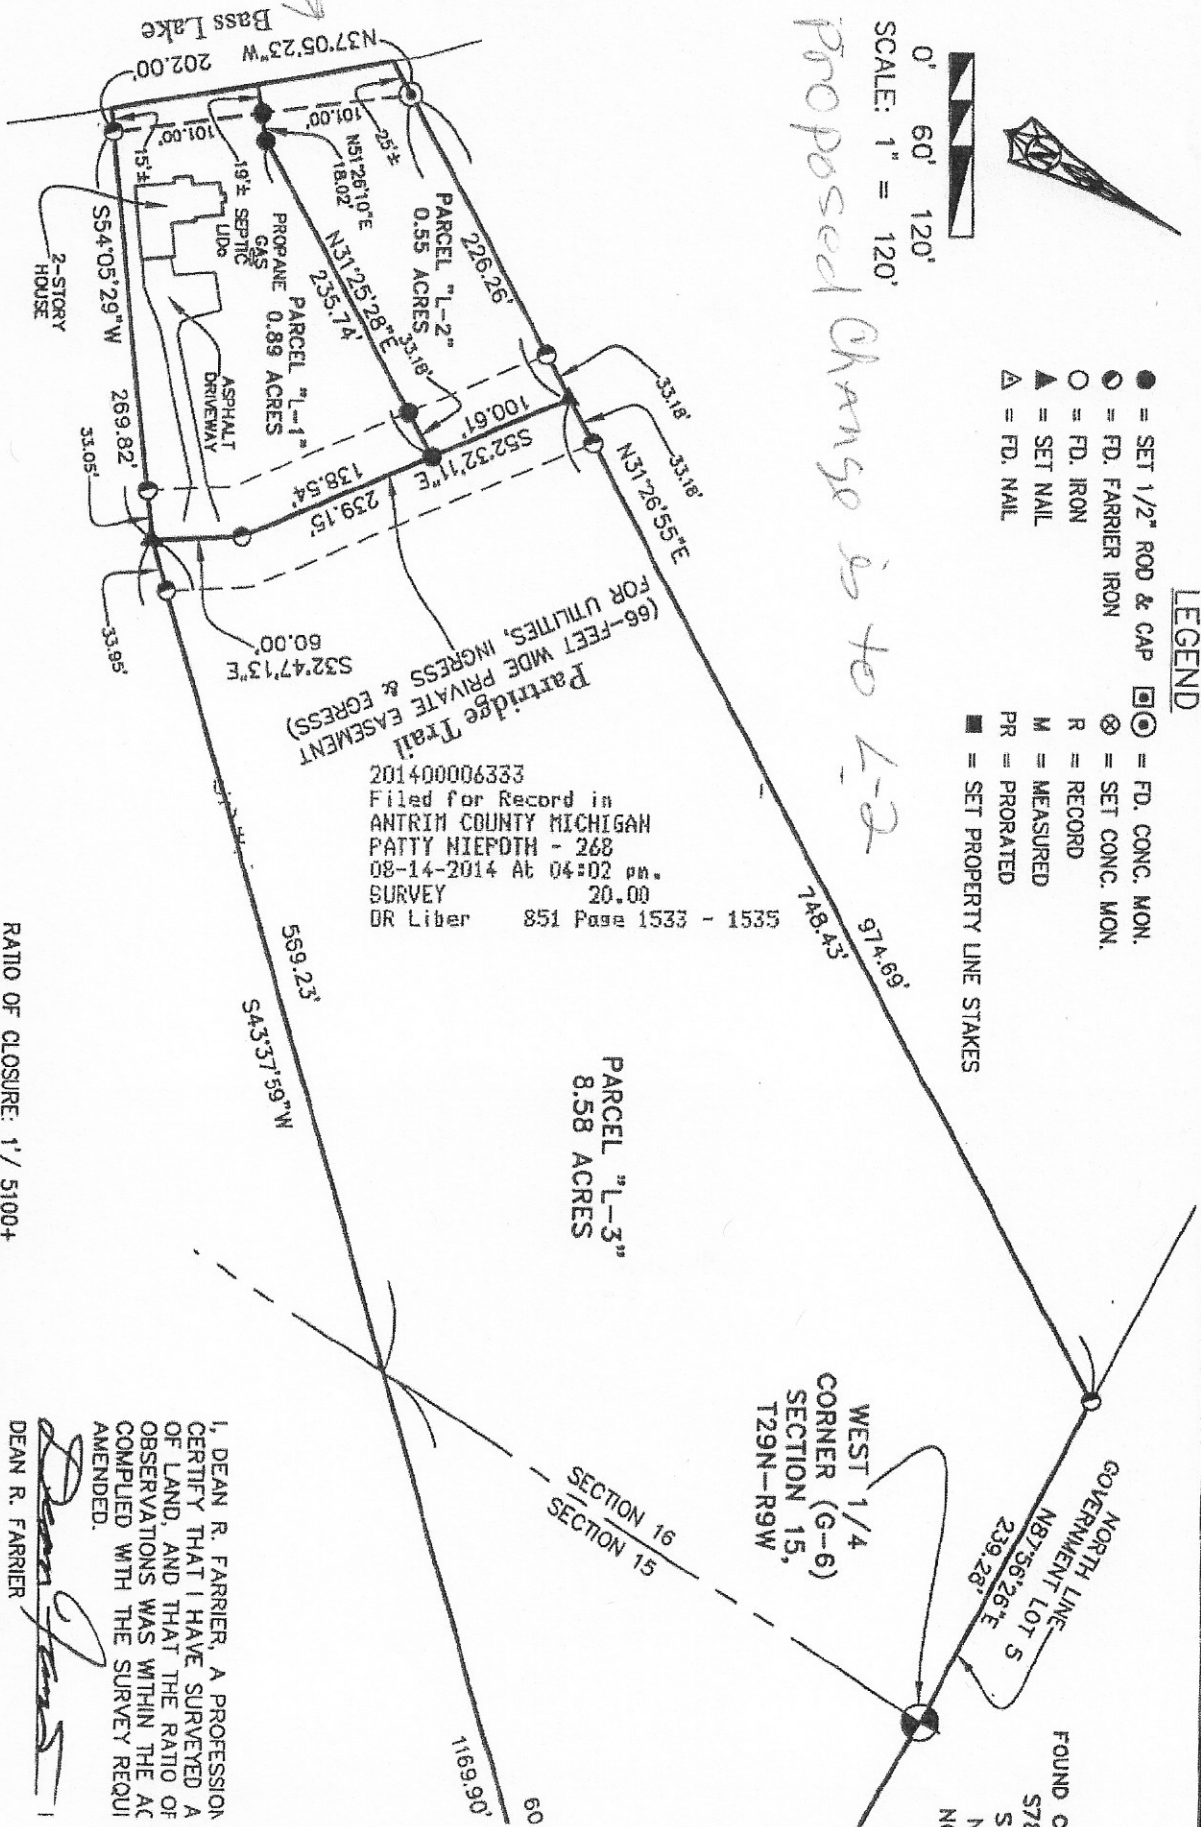 LEGEND
● = SET 1/2" ROD & CAP
= FD. FARRIER IRON
○ = FD. IRON
▲ = SET NAIL
= FD. NAIL
= FD. CONC. MON.
⊗ = SET CONC. MON.
R = RECORD
M = MEASURED
PR = PRORATED
■ = SET PROPERTY LINE STAKES
0' 60' 120'
SCALE: 1" = 120'
proposed change is to L-2
Bass Lake
N37°05'23"W
202.00'
101.00'
101.00'
25'±
15'±
19'±
N51°26'10"E
18.02'
PARCEL "L-2"
0.55 ACRES
226.26'
N31°25'28"E
235.74'
33.18'
PARCEL "L-1"
0.89 ACRES
PROPANE
GAS
SEPTIC
LIDS
2-STORY
HOUSE
ASPHALT
DRIVEWAY
S54°05'29"W
269.82'
33.05'
33.95'
33.18'
33.18'
100.61'
S52°32'11"E
138.54'
239.15'
S32°47'13"E
60.00'
Partridge Trail
(66-FEET WIDE PRIVATE EASEMENT
FOR UTILITIES, INGRESS & EGRESS)
201400006333
Filed for Record in
ANTRIM COUNTY MICHIGAN
PATTY NIEPOTH - 268
08-14-2014 At 04:02 pm.
SURVEY 20.00
OR Liber 851 Page 1533 - 1535
N31°26'55"E
748.43'
974.69'
569.23'
S43°37'59"W
PARCEL "L-3"
8.58 ACRES
WEST 1/4
CORNER (G-6)
SECTION 15,
T29N-R9W
SECTION 16
SECTION 15
NORTH LINE
GOVERNMENT LOT 5
N87°56'26"E
239.28'
FOUND C
S78
S
N
NO
60
1169.90'
RATIO OF CLOSURE: 1'/ 5100+
I, DEAN R. FARRIER, A PROFESSION
CERTIFY THAT I HAVE SURVEYED A
OF LAND, AND THAT THE RATIO OF
OBSERVATIONS WAS WITHIN THE AC
COMPLIED WITH THE SURVEY REQUI
AMENDED.
DEAN R. FARRIER